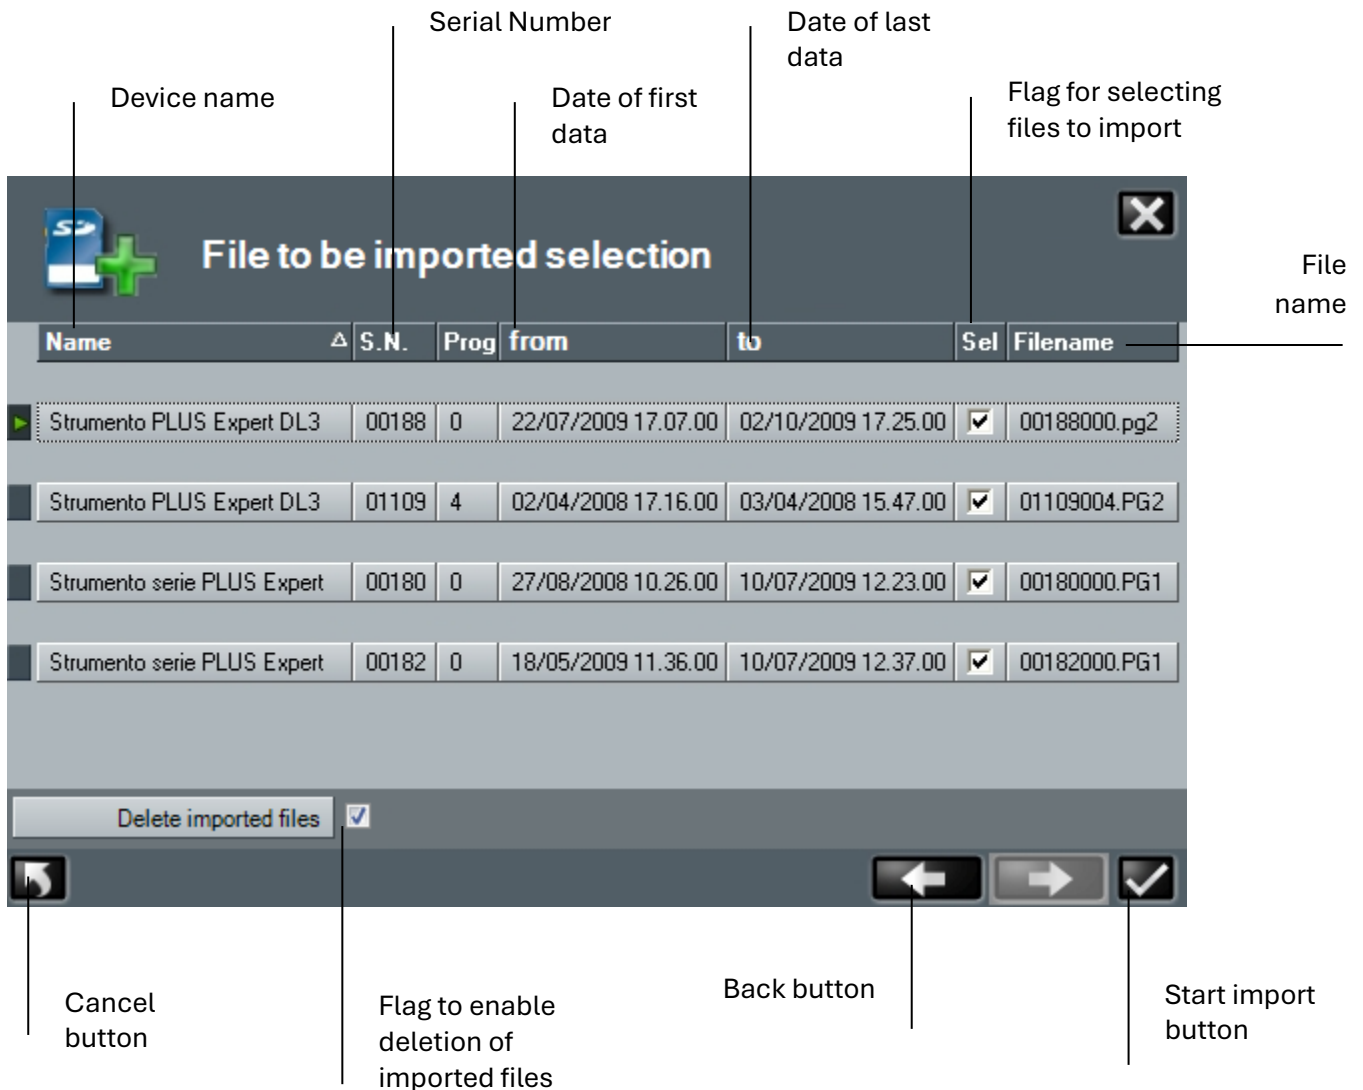 Serial Number
Date of last
data
Device name
Date of first
data
Flag for selecting
files to import
File to be imported selection
File
name
Name S.N. Prog from to Sel Filename
Strumento PLUS Expert DL3 00188 0 22/07/2009 17.07.00 02/10/2009 17.25.00 00188000.pg2
Strumento PLUS Expert DL3 01109 4 02/04/2008 17.16.00 03/04/2008 15.47.00 01109004.PG2
Strumento serie PLUS Expert 00180 0 27/08/2008 10.26.00 10/07/2009 12.23.00 00180000.PG1
Strumento serie PLUS Expert 00182 0 18/05/2009 11.36.00 10/07/2009 12.37.00 00182000.PG1
Delete imported files
Cancel
button
Flag to enable
deletion of
imported files
Back button
Start import
button